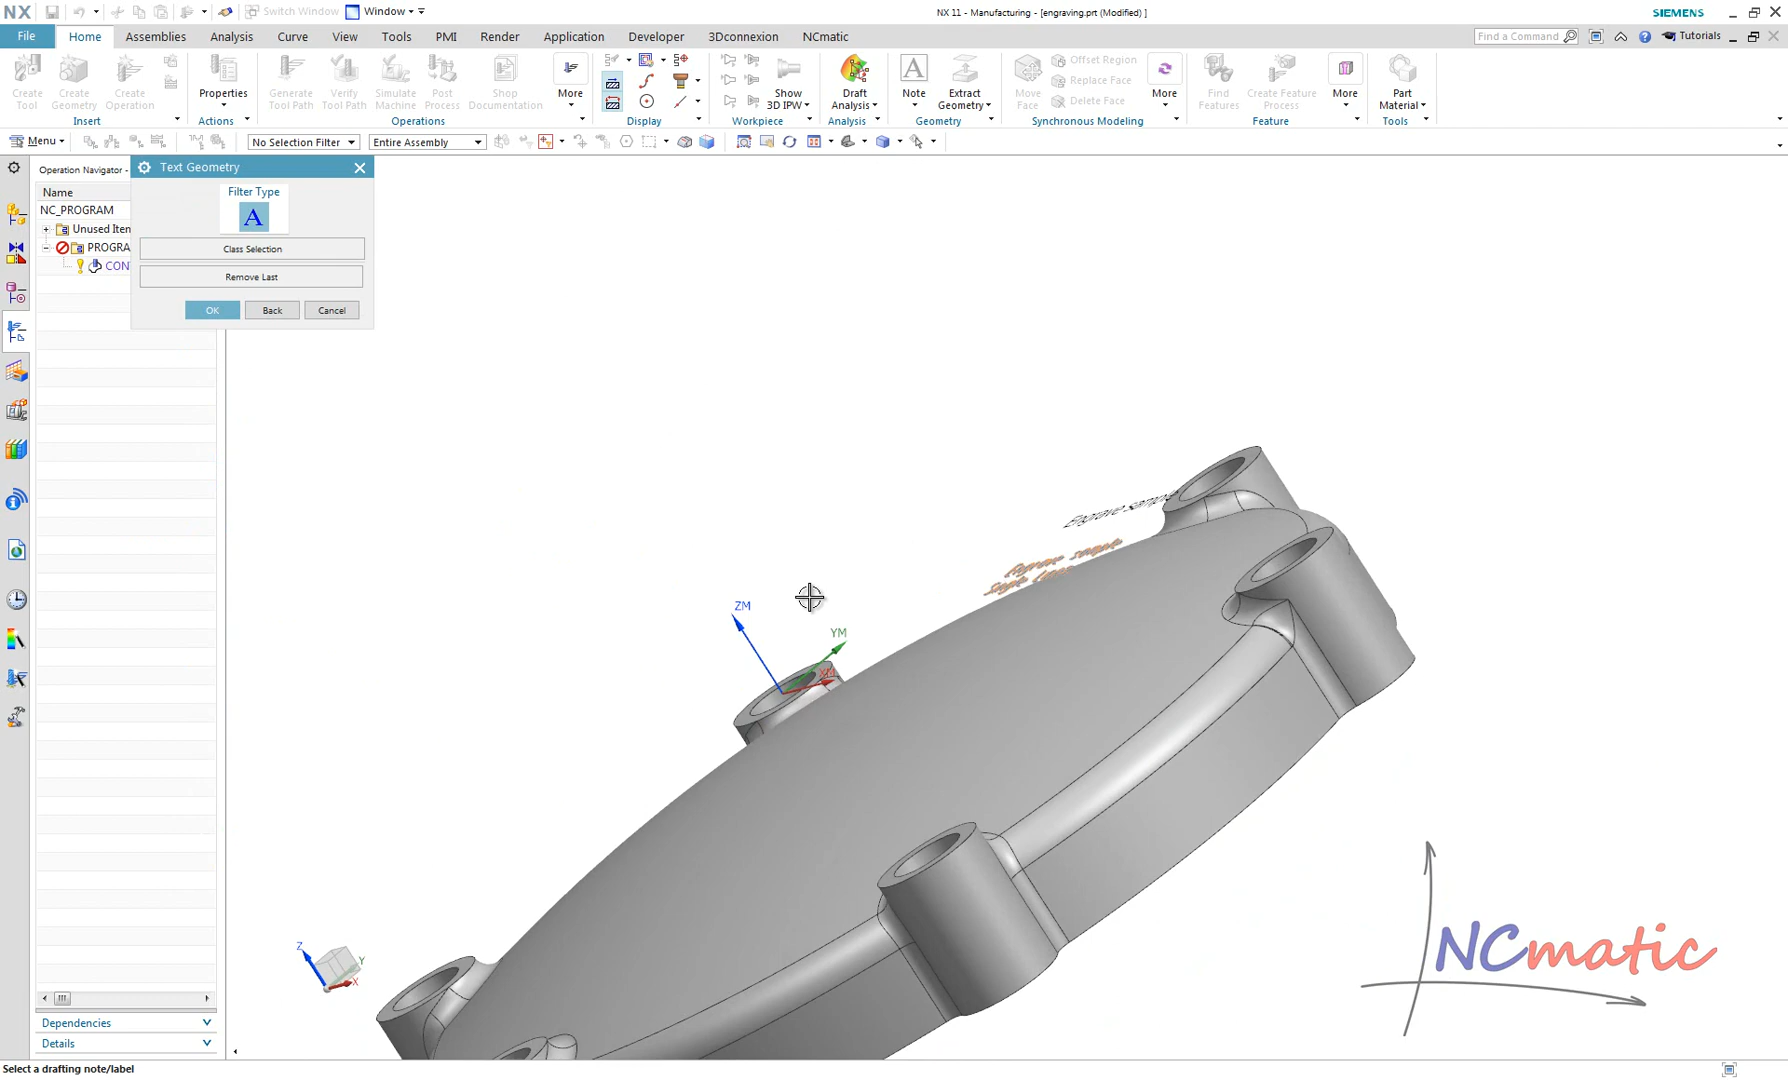 NX
Switch Window
Window
NX 11 - Manufacturing - [engraving.prt (Modified) ]
SIEMENS
File
Home
Assemblies
Analysis
Curve
View
Tools
PMI
Render
Application
Developer
3Dconnexion
NCmatic
Find a Command
Tutorials
Create Tool
Create Geometry
Create Operation
Properties
Generate Tool Path
Verify Tool Path
Simulate Machine
Post Process
Shop Documentation
More
Show 3D IPW
Draft Analysis
Note
Extract Geometry
Move Face
Offset Region
Replace Face
Delete Face
More
Find Features
Create Feature Process
More
Part Material
Insert
Actions
Operations
Display
Workpiece
Analysis
Geometry
Synchronous Modeling
Feature
Tools
Menu
No Selection Filter
Entire Assembly
Operation Navigator -
Name
NC_PROGRAM
Unused Iten
PROGRA
CON
Text Geometry
Filter Type
A
Class Selection
Remove Last
OK
Back
Cancel
Engrave sample
ZM
YM
XM
Z
Y
X
NCmatic
Dependencies
Details
Select a drafting note/label